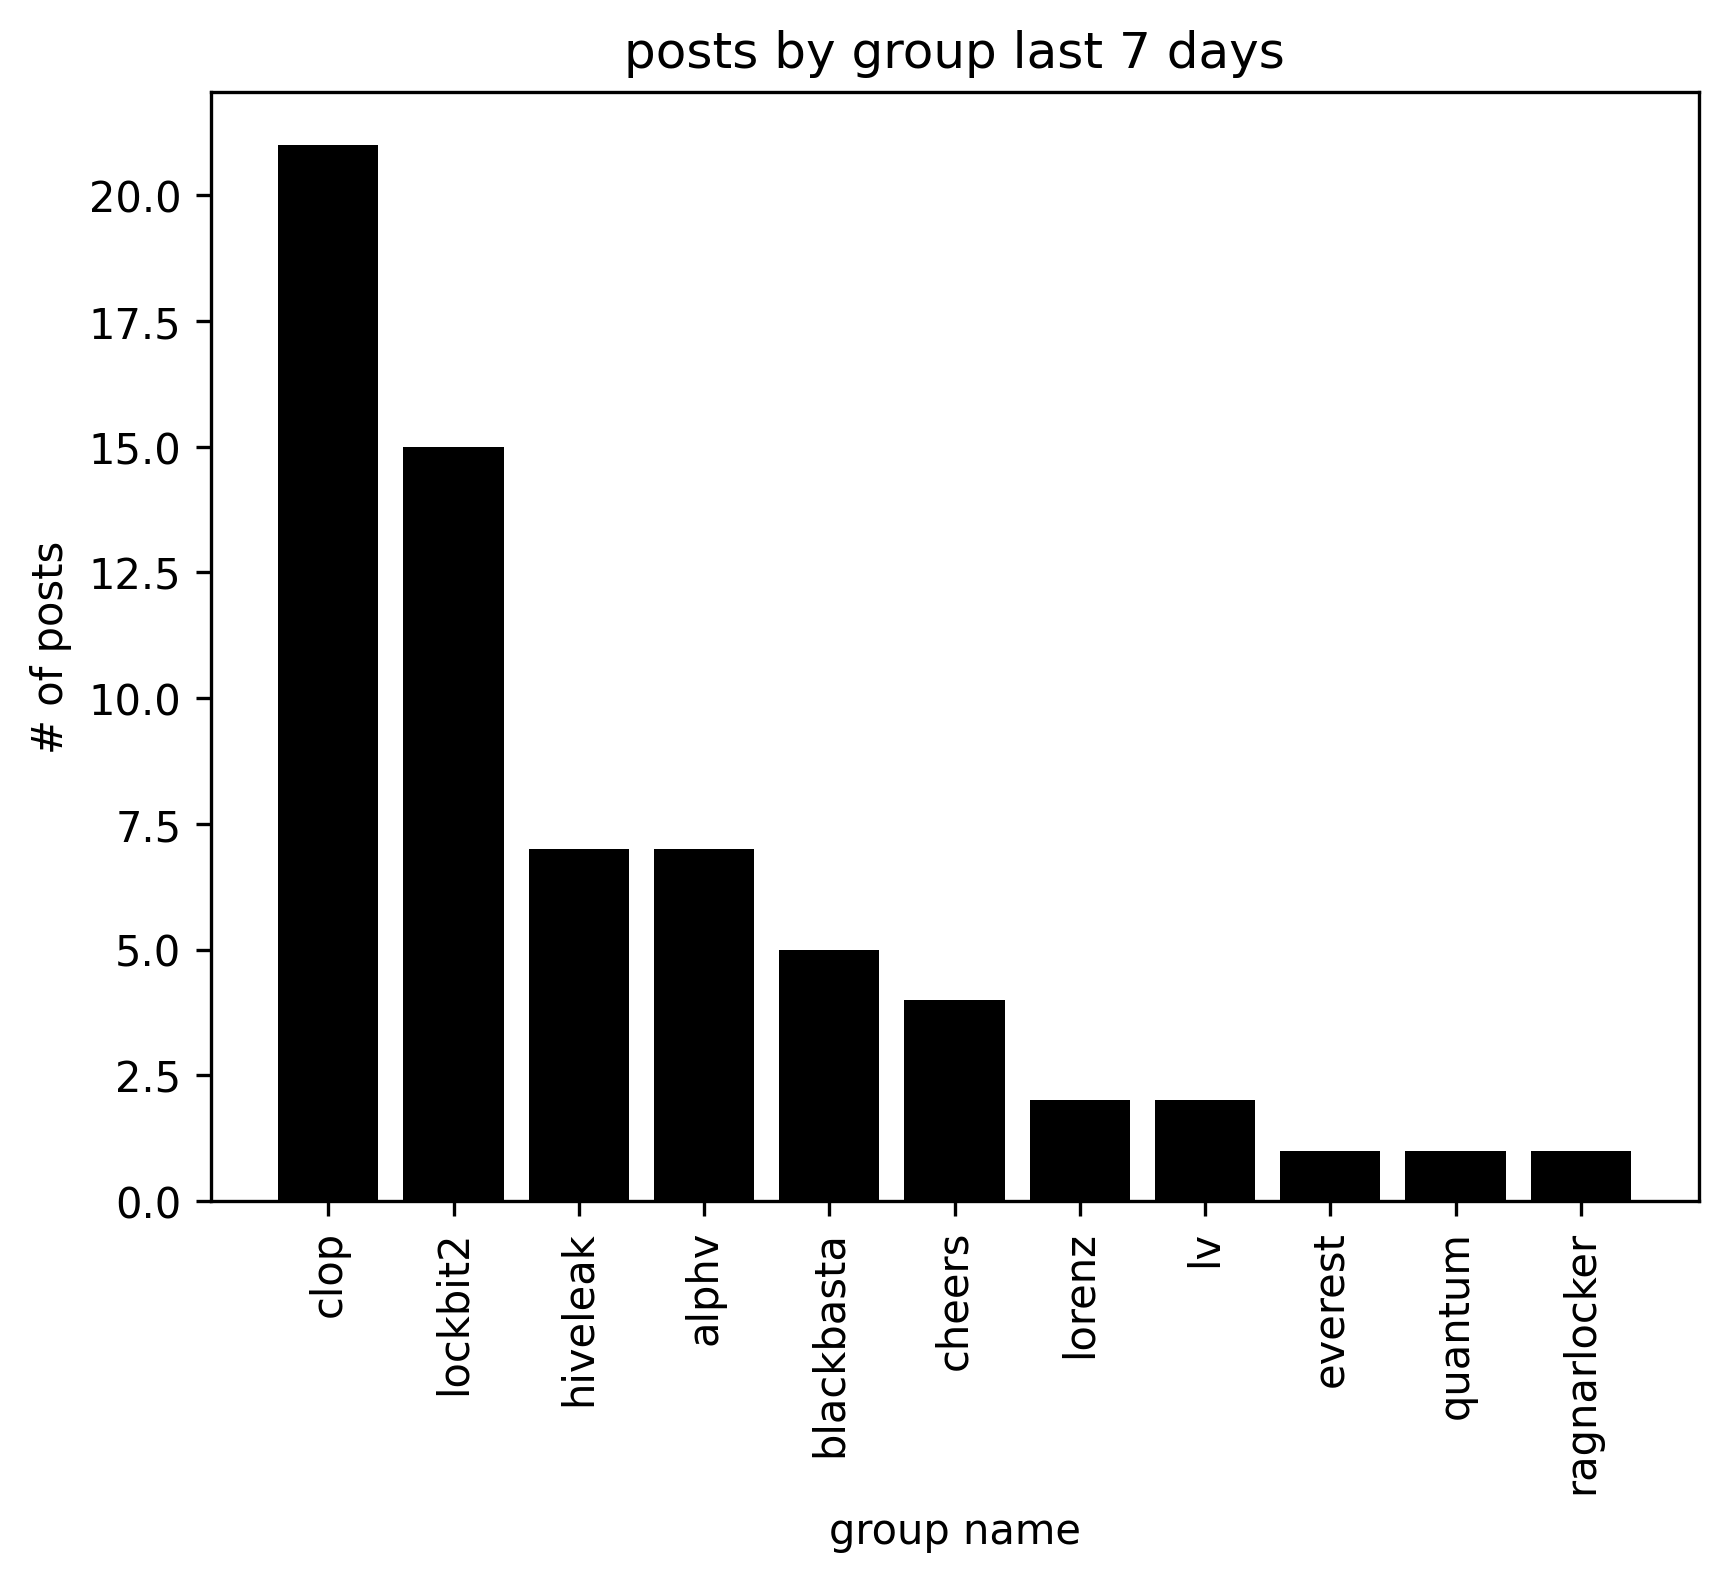 posts by group last 7 days
# of posts
20.0
17.5
15.0
12.5
10.0
7.5
5.0
2.5
0.0
clop
lockbit2
hiveleak
alphv
blackbasta
cheers
lorenz
lv
everest
quantum
ragnarlocker
group name